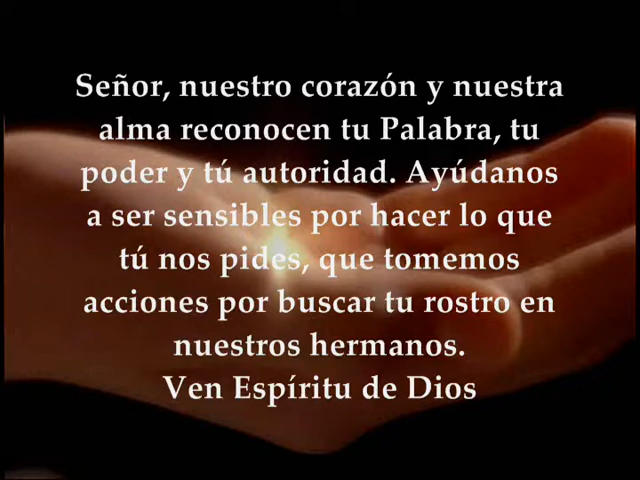 Señor, nuestro corazón y nuestra
alma reconocen tu Palabra, tu
poder y tú autoridad. Ayúdanos
a ser sensibles por hacer lo que
tú nos pides, que tomemos
acciones por buscar tu rostro en
nuestros hermanos.
Ven Espíritu de Dios